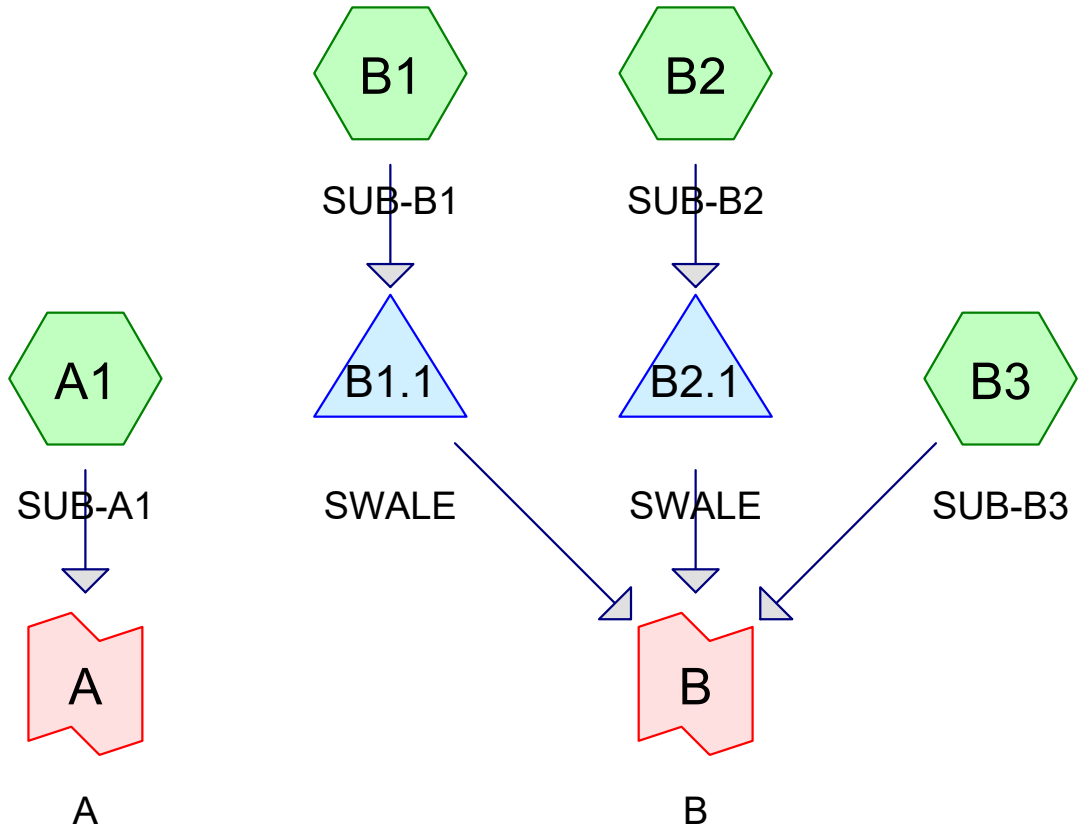 B1
B2
SUB-B1
SUB-B2
A1
B1.1
B2.1
B3
SUB-A1
SWALE
SWALE
SUB-B3
A
B
A
B